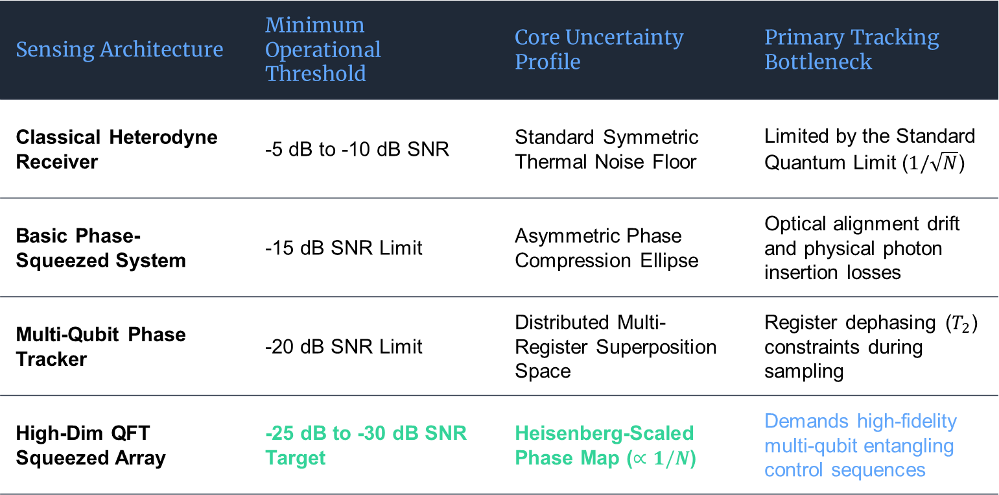 Sensing Architecture
Minimum
Operational
Threshold
Core Uncertainty
Profile
Primary Tracking
Bottleneck
Classical Heterodyne
Receiver
-5 dB to -10 dB SNR
Standard Symmetric
Thermal Noise Floor
Limited by the Standard
Quantum Limit (1/√N)
Basic Phase-
Squeezed System
-15 dB SNR Limit
Asymmetric Phase
Compression Ellipse
Optical alignment drift
and physical photon
insertion losses
Multi-Qubit Phase
Tracker
-20 dB SNR Limit
Distributed Multi-
Register Superposition
Space
Register dephasing (T₂)
constraints during
sampling
High-Dim QFT
Squeezed Array
-25 dB to -30 dB SNR
Target
Heisenberg-Scaled
Phase Map (∝ 1/N)
Demands high-fidelity
multi-qubit entangling
control sequences